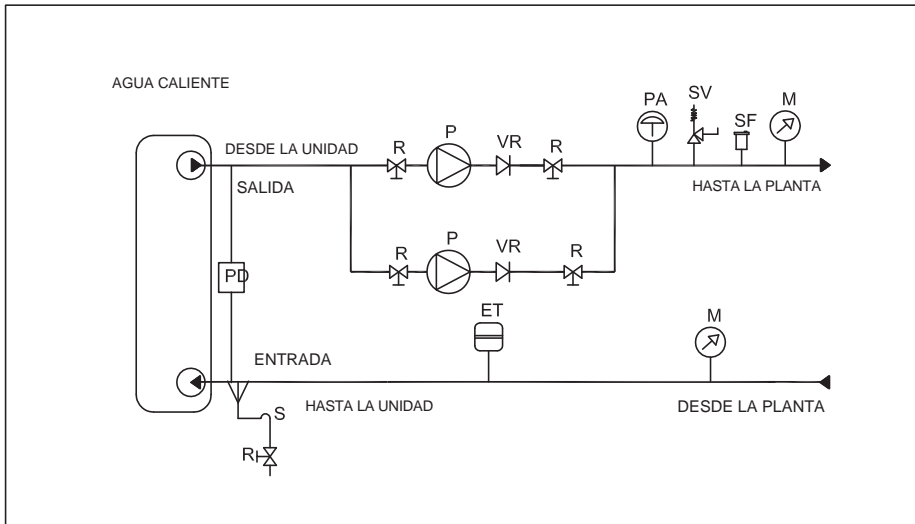 AGUA CALIENTE
PA
SV
SF
M
DESDE LA UNIDAD
R
P
VR
R
SALIDA
HASTA LA PLANTA
R
P
VR
R
PD
ET
M
ENTRADA
HASTA LA UNIDAD
DESDE LA PLANTA
S
R